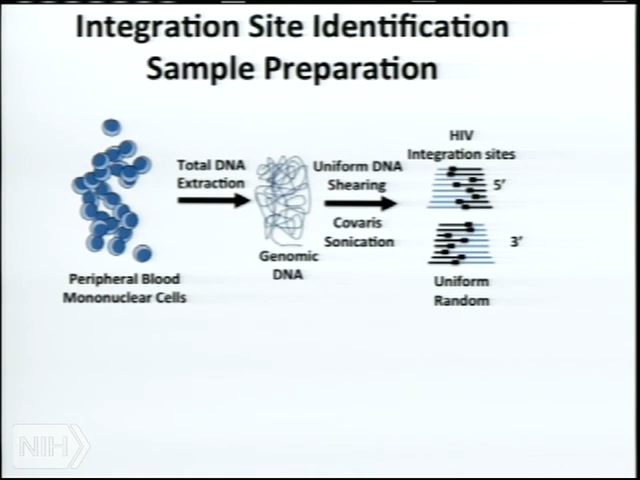 Integration Site Identification
Sample Preparation
Total DNA
Extraction
Uniform DNA
Shearing
Covaris
Sonication
HIV
Integration sites
5'
3'
Genomic
DNA
Peripheral Blood
Mononuclear Cells
Uniform
Random
NIH